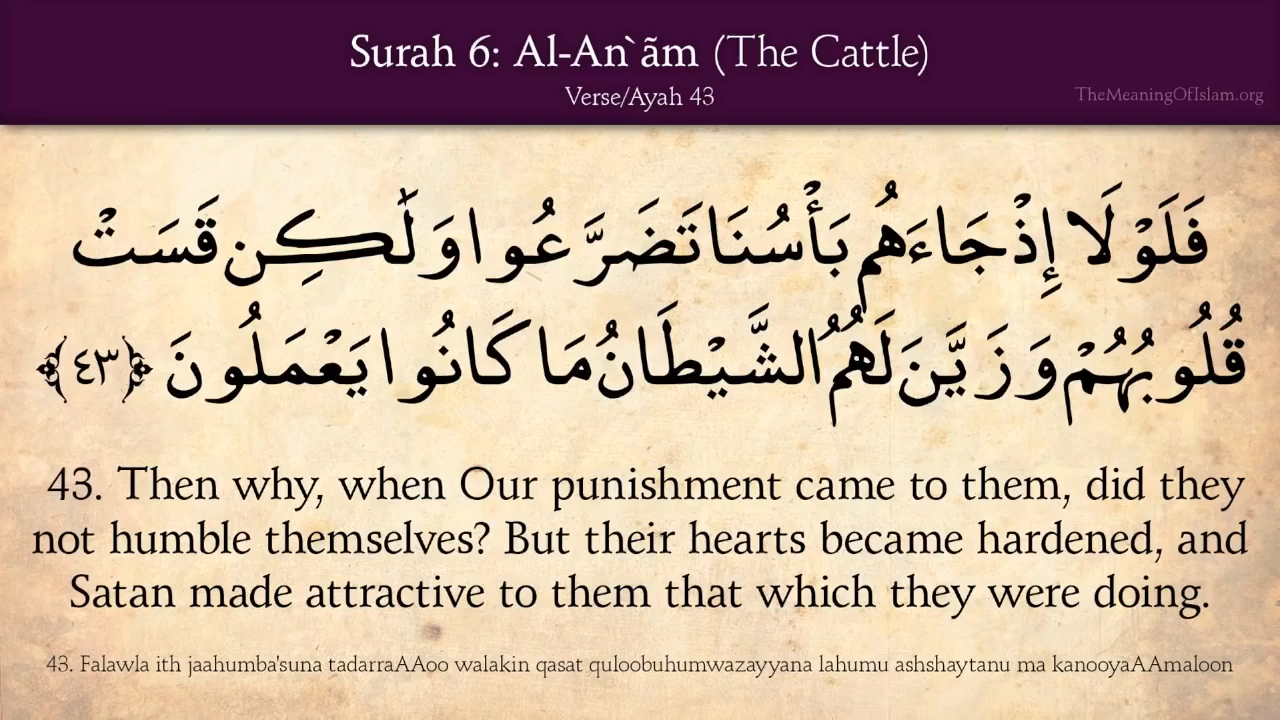 Surah 6: Al-An`ãm (The Cattle)
Verse/Ayah 43
TheMeaningOfIslam.org
فَلَوْلَا إِذْ جَاءَهُم بَأْسُنَا تَضَرَّعُوا وَلَٰكِن قَسَتْ
قُلُوبُهُمْ وَزَيَّنَ لَهُمُ الشَّيْطَانُ مَا كَانُوا يَعْمَلُونَ ﴿٤٣﴾
43. Then why, when Our punishment came to them, did they
not humble themselves? But their hearts became hardened, and
Satan made attractive to them that which they were doing.
43. Falawla ith jaahumba'suna tadarraAAoo walakin qasat quloobuhumwazayyana lahumu ashshaytanu ma kanooyaAAmaloon